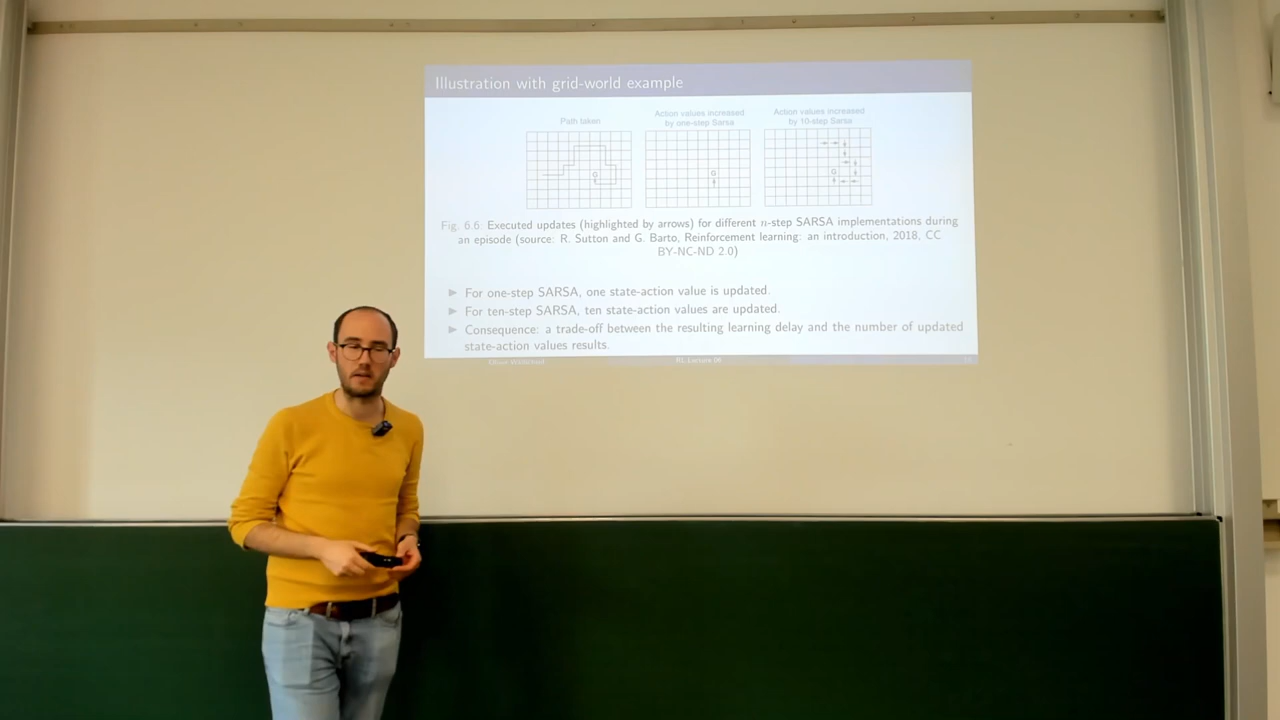 Illustration with grid-world example
Path taken
Action values increased
by one-step Sarsa
Action values increased
by 10-step Sarsa
G
G
G
Fig. 6.6: Executed updates (highlighted by arrows) for different n-step SARSA implementations during
an episode (source: R. Sutton and G. Barto, Reinforcement learning: an introduction, 2018, CC
BY-NC-ND 2.0)
▶ For one-step SARSA, one state-action value is updated.
▶ For ten-step SARSA, ten state-action values are updated.
▶ Consequence: a trade-off between the resulting learning delay and the number of updated
state-action values results.
RL Lecture 06